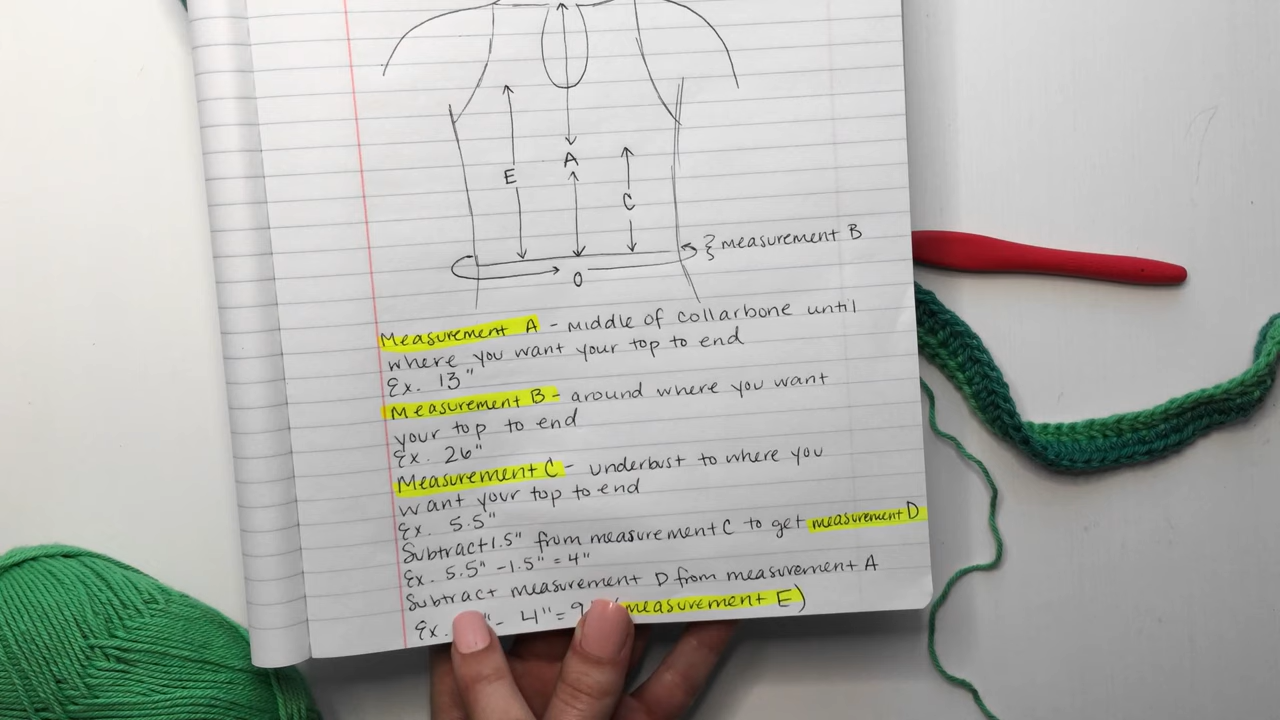 E
A
C
} measurement B
0
Measurement A - middle of collarbone until
where you want your top to end
Ex. 13"
Measurement B - around where you want
your top to end
Ex. 26"
Measurement C - underbust to where you
want your top to end
Ex. 5.5"
Subtract 1.5" from measurement C to get measurement D
Ex. 5.5" - 1.5" = 4"
Subtract measurement D from measurement A
Ex. " - 4" = 9" (measurement E)